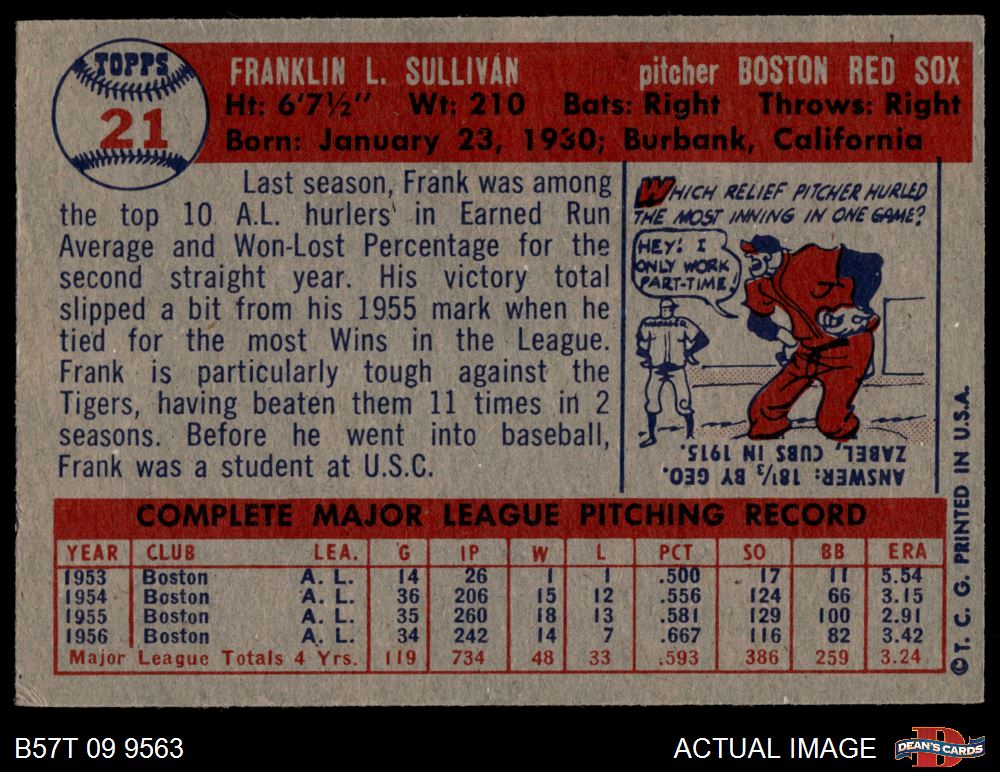 TOPPS
21
FRANKLIN L. SULLIVAN pitcher BOSTON RED SOX
Ht: 6'7½" Wt: 210 Bats: Right Throws: Right
Born: January 23, 1930; Burbank, California
Last season, Frank was among
the top 10 A.L. hurlers' in Earned Run
Average and Won-Lost Percentage for the
second straight year. His victory total
slipped a bit from his 1955 mark when he
tied for the most Wins in the League.
Frank is particularly tough against the
Tigers, having beaten them 11 times in 2
seasons. Before he went into baseball,
Frank was a student at U.S.C.
WHICH RELIEF PITCHER HURLED
THE MOST INNING IN ONE GAME?
HEY! I
ONLY WORK
PART-TIME!
MANAGER
ANSWER: 18 1/3 BY GEO.
ZABEL, CUBS IN 1915.
COMPLETE MAJOR LEAGUE PITCHING RECORD
YEAR CLUB LEA. G IP W L PCT SO BB ERA
1953 Boston A. L. 14 26 1 1 .500 17 11 5.54
1954 Boston A. L. 36 206 15 12 .556 124 66 3.15
1955 Boston A. L. 35 260 18 13 .581 129 100 2.91
1956 Boston A. L. 34 242 14 7 .667 116 82 3.42
Major League Totals 4 Yrs. 119 734 48 33 .593 386 259 3.24
© T. C. G. PRINTED IN U.S.A.
B57T 09 9563
ACTUAL IMAGE
DEAN'S CARDS